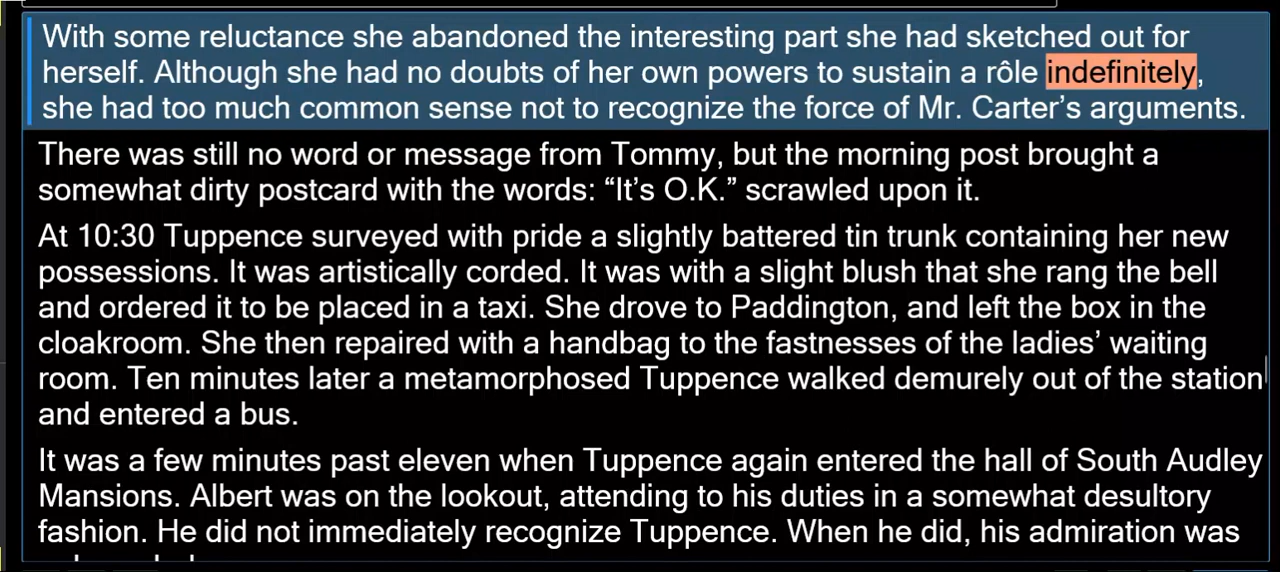 With some reluctance she abandoned the interesting part she had sketched out for
herself. Although she had no doubts of her own powers to sustain a rôle indefinitely,
she had too much common sense not to recognize the force of Mr. Carter’s arguments.
There was still no word or message from Tommy, but the morning post brought a
somewhat dirty postcard with the words: “It’s O.K.” scrawled upon it.
At 10:30 Tuppence surveyed with pride a slightly battered tin trunk containing her new
possessions. It was artistically corded. It was with a slight blush that she rang the bell
and ordered it to be placed in a taxi. She drove to Paddington, and left the box in the
cloakroom. She then repaired with a handbag to the fastnesses of the ladies’ waiting
room. Ten minutes later a metamorphosed Tuppence walked demurely out of the station
and entered a bus.
It was a few minutes past eleven when Tuppence again entered the hall of South Audley
Mansions. Albert was on the lookout, attending to his duties in a somewhat desultory
fashion. He did not immediately recognize Tuppence. When he did, his admiration was